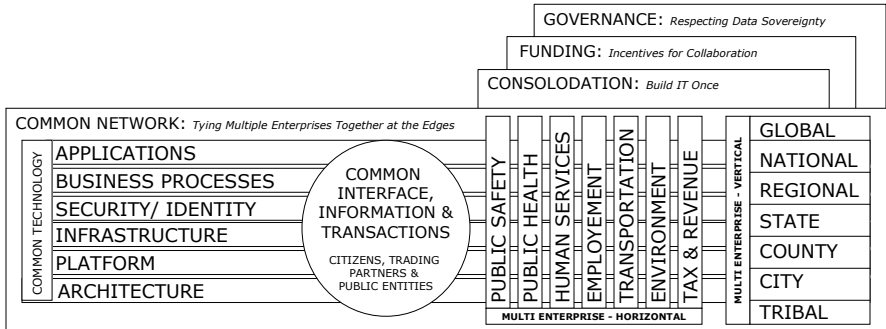 GOVERNANCE: Respecting Data Sovereignty
FUNDING: Incentives for Collaboration
CONSOLODATION: Build IT Once
COMMON NETWORK: Tying Multiple Enterprises Together at the Edges
COMMON TECHNOLOGY
APPLICATIONS
BUSINESS PROCESSES
SECURITY/ IDENTITY
INFRASTRUCTURE
PLATFORM
ARCHITECTURE
COMMON
INTERFACE,
INFORMATION &
TRANSACTIONS
CITIZENS, TRADING
PARTNERS &
PUBLIC ENTITIES
PUBLIC SAFETY
PUBLIC HEALTH
HUMAN SERVICES
EMPLOYEMENT
TRANSPORTATION
ENVIRONMENT
TAX & REVENUE
MULTI ENTERPRISE - HORIZONTAL
MULTI ENTERPRISE - VERTICAL
GLOBAL
NATIONAL
REGIONAL
STATE
COUNTY
CITY
TRIBAL